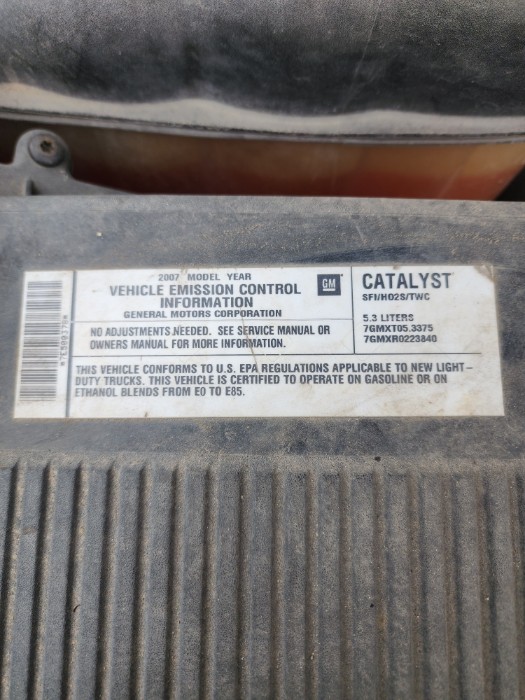 2007 MODEL YEAR
VEHICLE EMISSION CONTROL
INFORMATION
GENERAL MOTORS CORPORATION
GM
NO ADJUSTMENTS NEEDED. SEE SERVICE MANUAL OR
OWNERS MANUAL FOR MORE INFORMATION.
CATALYST
SFI/HO2S/TWC
5.3 LITERS
7GMXT05.3375
7GMXR0223840
THIS VEHICLE CONFORMS TO U.S. EPA REGULATIONS APPLICABLE TO NEW LIGHT-
DUTY TRUCKS. THIS VEHICLE IS CERTIFIED TO OPERATE ON GASOLINE OR ON
ETHANOL BLENDS FROM E0 TO E85.